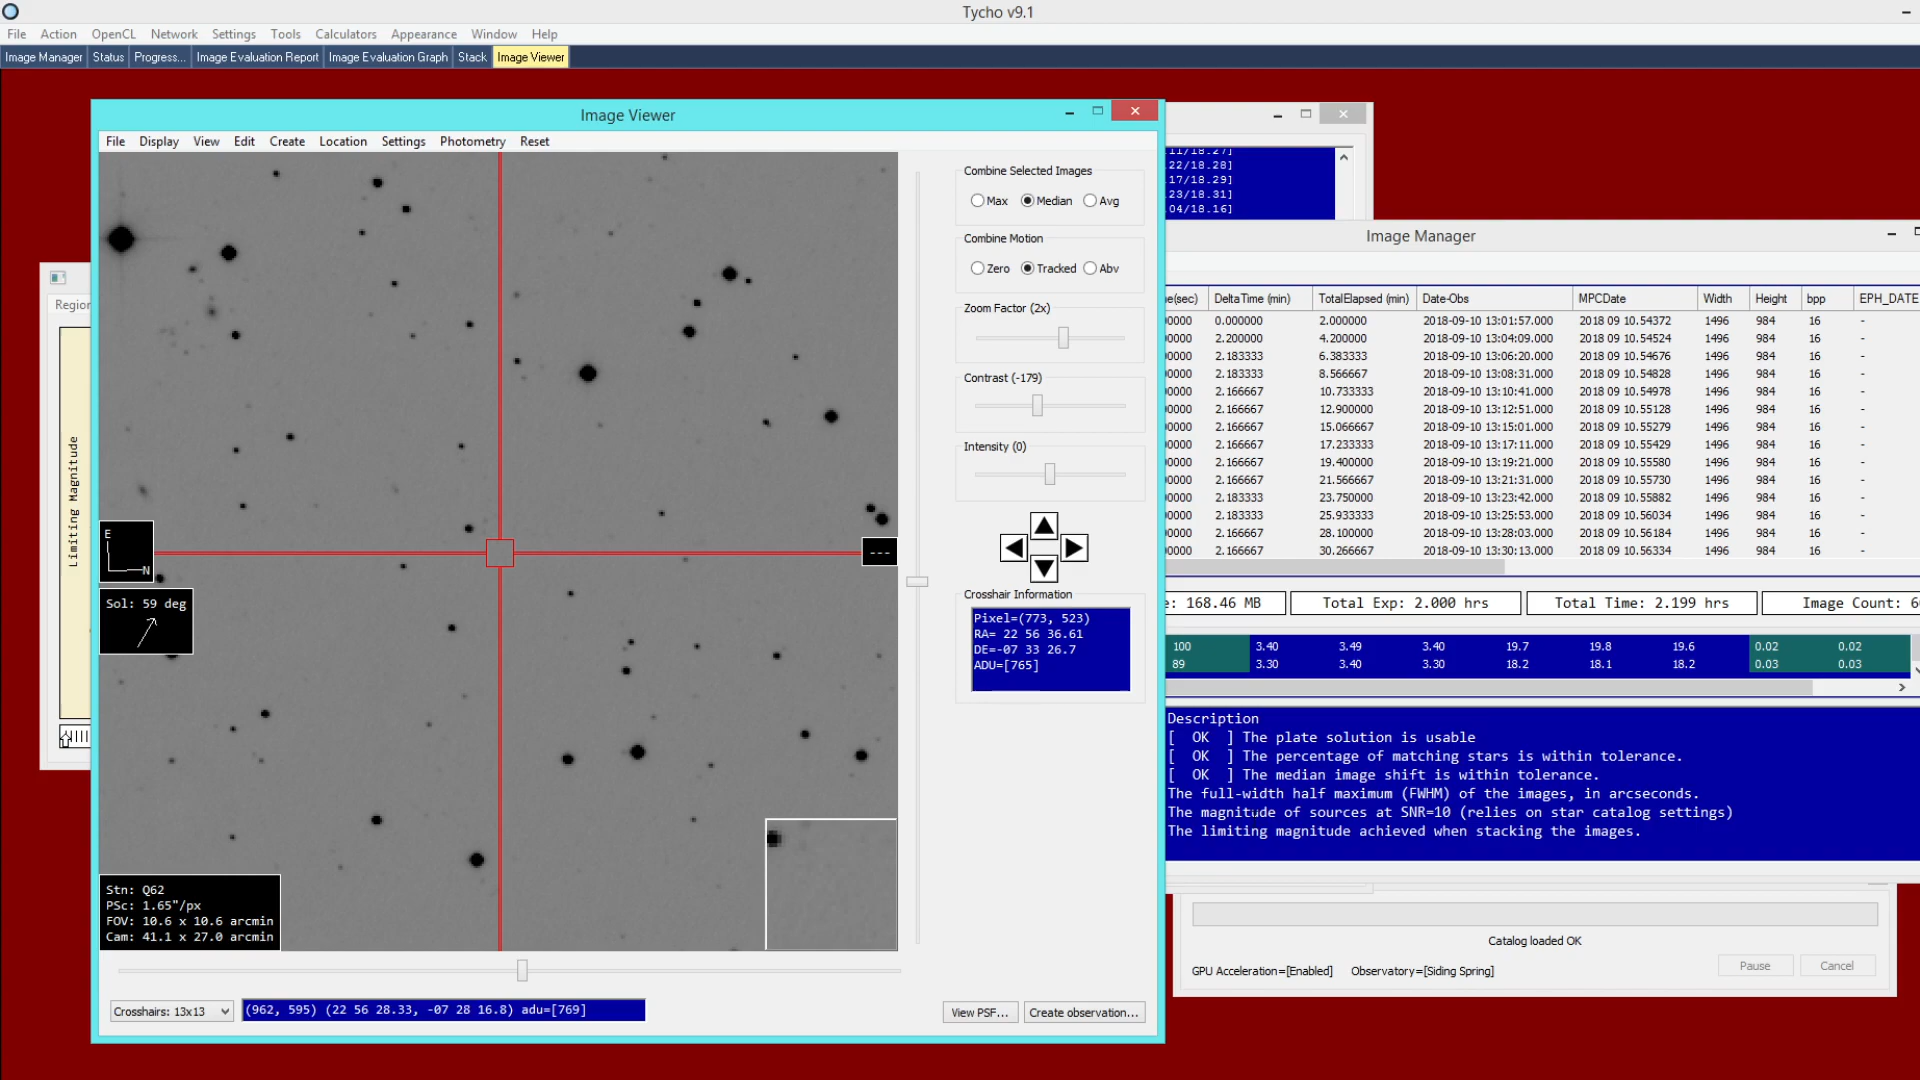 Tycho v9.1
File Action OpenCL Network Settings Tools Calculators Appearance Window Help
Image Manager Status Progress... Image Evaluation Report Image Evaluation Graph Stack Image Viewer
Image Viewer
File Display View Edit Create Location Settings Photometry Reset
Region
Limiting Magnitude
E
N
Sol: 59 deg
---
Stn: Q62
PSc: 1.65"/px
FOV: 10.6 x 10.6 arcmin
Cam: 41.1 x 27.0 arcmin
Combine Selected Images
Max Median Avg
Combine Motion
Zero Tracked Abv
Zoom Factor (2x)
Contrast (-179)
Intensity (0)
Crosshair Information
Pixel=(773, 523)
RA= 22 56 36.61
DE=-07 33 26.7
ADU=[765]
Crosshairs: 13x13
(962, 595) (22 56 28.33, -07 28 16.8) adu=[769]
View PSF... Create observation...
11/18.27]
22/18.28]
17/18.29]
23/18.31]
04/18.16]
Image Manager
e(sec) DeltaTime (min) TotalElapsed (min) Date-Obs MPCDate Width Height bpp EPH_DATE
00000 0.000000 2.000000 2018-09-10 13:01:57.000 2018 09 10.54372 1496 984 16 -
00000 2.200000 4.200000 2018-09-10 13:04:09.000 2018 09 10.54524 1496 984 16 -
00000 2.183333 6.383333 2018-09-10 13:06:20.000 2018 09 10.54676 1496 984 16 -
00000 2.183333 8.566667 2018-09-10 13:08:31.000 2018 09 10.54828 1496 984 16 -
00000 2.166667 10.733333 2018-09-10 13:10:41.000 2018 09 10.54978 1496 984 16 -
00000 2.166667 12.900000 2018-09-10 13:12:51.000 2018 09 10.55128 1496 984 16 -
00000 2.166667 15.066667 2018-09-10 13:15:01.000 2018 09 10.55279 1496 984 16 -
00000 2.166667 17.233333 2018-09-10 13:17:11.000 2018 09 10.55429 1496 984 16 -
00000 2.166667 19.400000 2018-09-10 13:19:21.000 2018 09 10.55580 1496 984 16 -
00000 2.166667 21.566667 2018-09-10 13:21:31.000 2018 09 10.55730 1496 984 16 -
00000 2.183333 23.750000 2018-09-10 13:23:42.000 2018 09 10.55882 1496 984 16 -
00000 2.183333 25.933333 2018-09-10 13:25:53.000 2018 09 10.56034 1496 984 16 -
00000 2.166667 28.100000 2018-09-10 13:28:03.000 2018 09 10.56184 1496 984 16 -
00000 2.166667 30.266667 2018-09-10 13:30:13.000 2018 09 10.56334 1496 984 16 -
e: 168.46 MB Total Exp: 2.000 hrs Total Time: 2.199 hrs Image Count: 6
100 3.40 3.49 3.40 19.7 19.8 19.6 0.02 0.02
89 3.30 3.40 3.30 18.2 18.1 18.2 0.03 0.03
Description
[ OK ] The plate solution is usable
[ OK ] The percentage of matching stars is within tolerance.
[ OK ] The median image shift is within tolerance.
The full-width half maximum (FWHM) of the images, in arcseconds.
The magnitude of sources at SNR=10 (relies on star catalog settings)
The limiting magnitude achieved when stacking the images.
Catalog loaded OK
GPU Acceleration=[Enabled] Observatory=[Siding Spring]
Pause Cancel